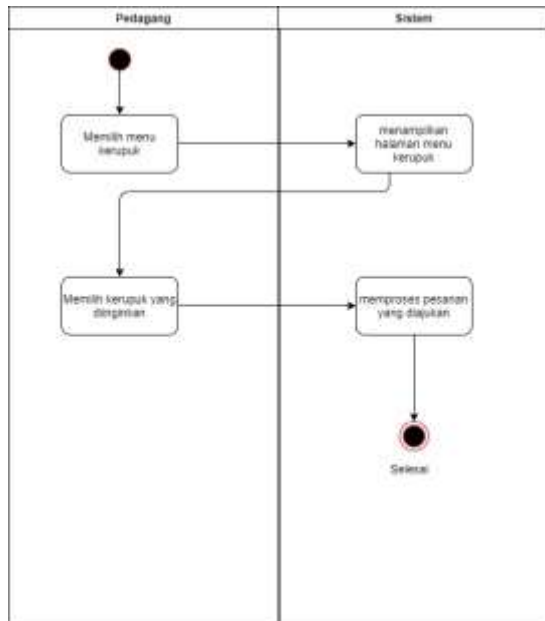 Pedagang
Sistem
Memilih menu
kerupuk
menampilkan
halaman menu
kerupuk
Memilih kerupuk yang
diinginkan
memproses pesanan
yang diajukan
Selesai